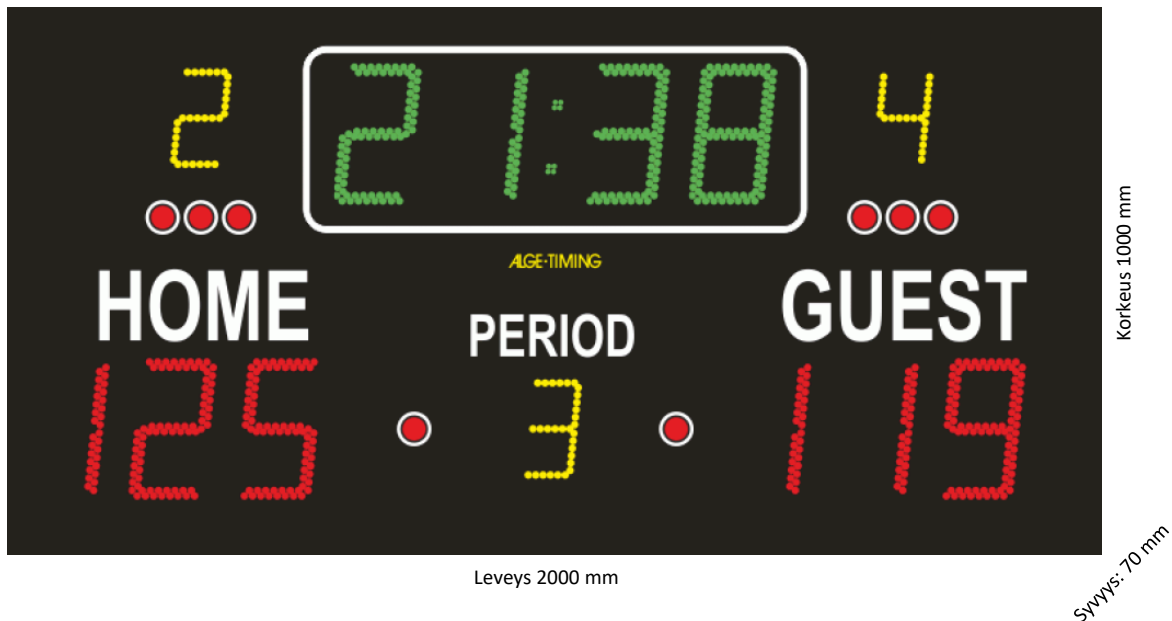 2 21:38 4
ALGE-TIMING
HOME GUEST
PERIOD
125 3 119
Korkeus 1000 mm
Leveys 2000 mm
Syvyys: 70 mm